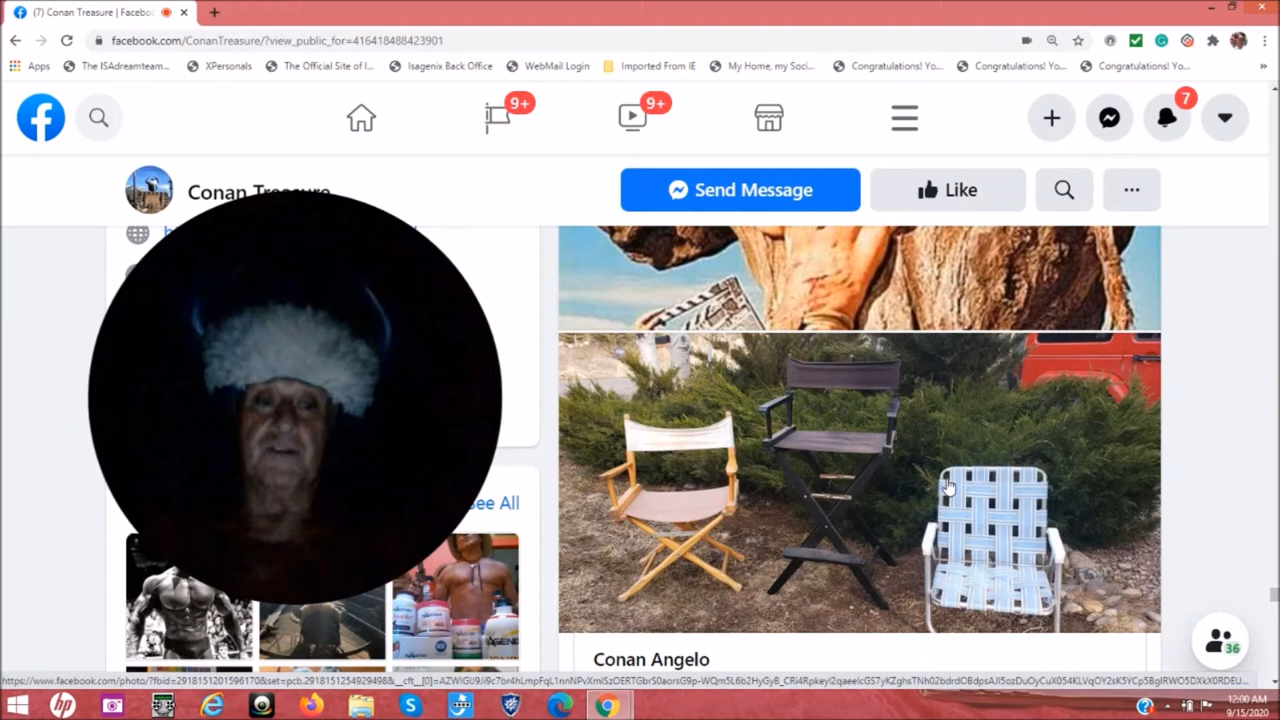 (7) Conan Treasure | Facebo
facebook.com/ConanTreasure/?view_public_for=416418488423901
Apps
The ISAdreamteam...
XPersonals
The Official Site of I...
Isagenix Back Office
WebMail Login
Imported From IE
My Home, my Soci...
Congratulations! Yo...
Congratulations! Yo...
Congratulations! Yo...
»
9+
9+
7
Conan Treasure
Send Message
Like
See All
Conan Angelo
36
12:00 AM
9/15/2020